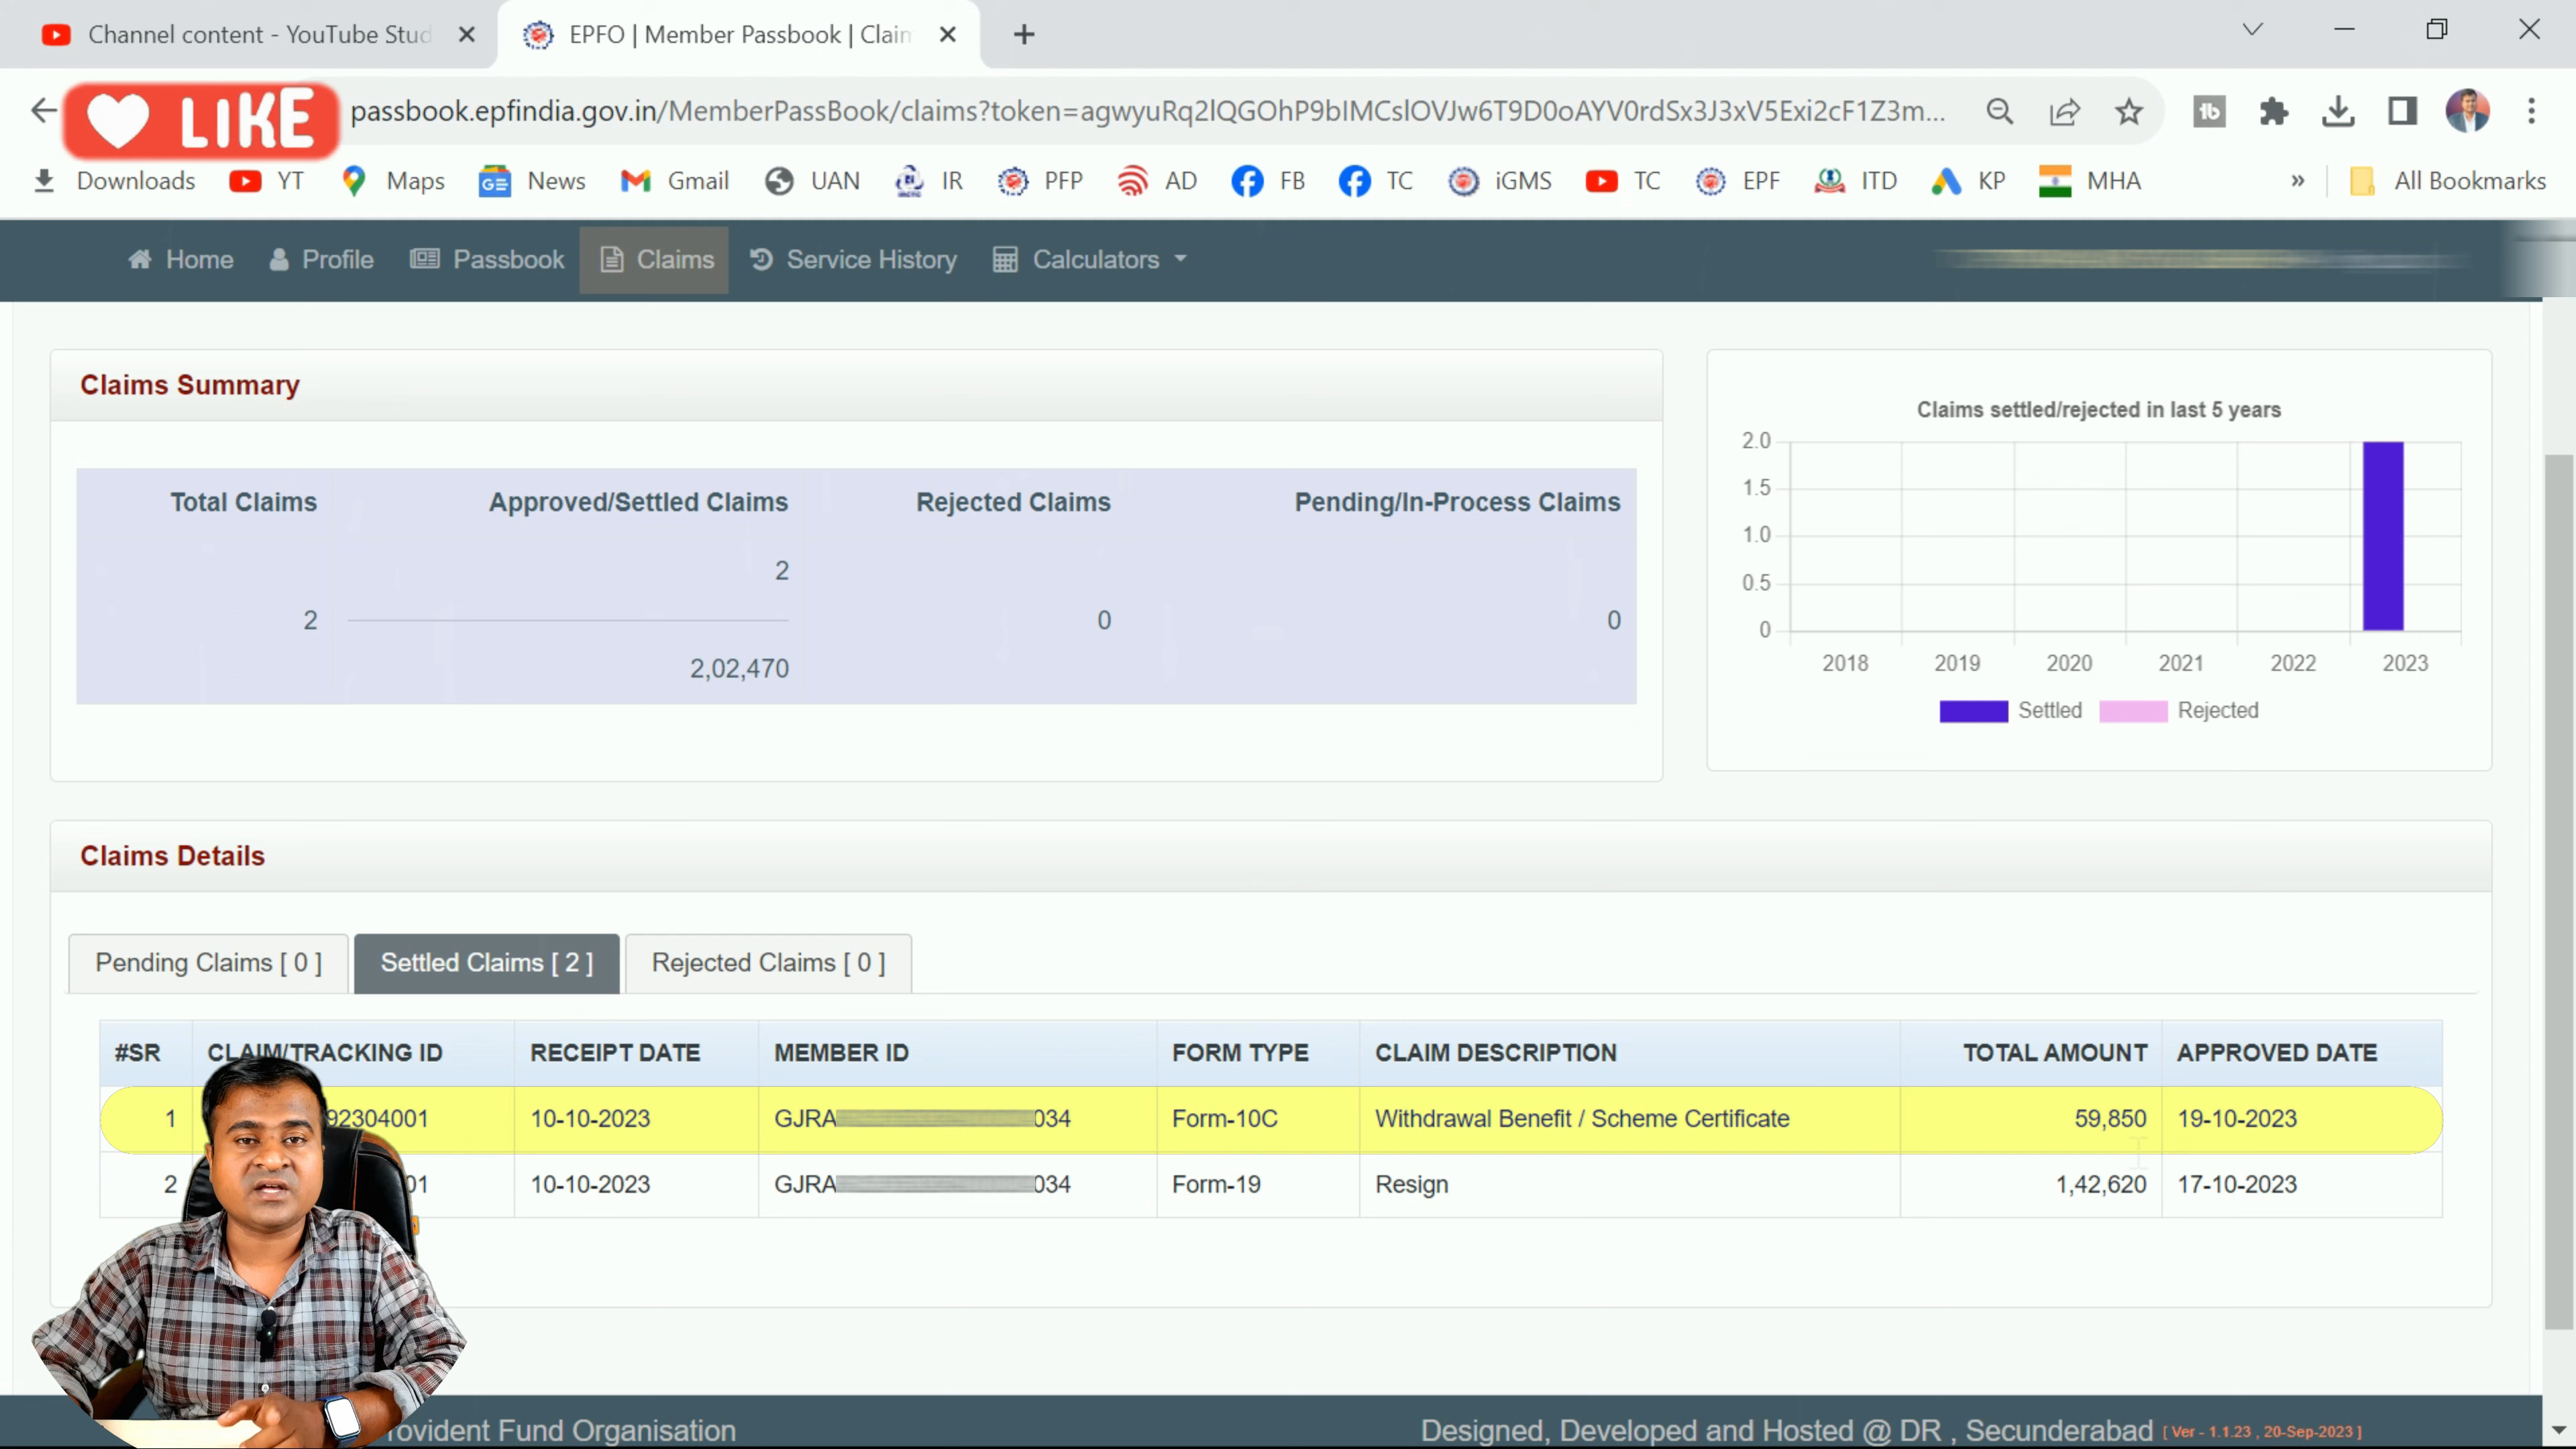 Channel content - YouTube Stud
EPFO | Member Passbook | Clain
LIKE
passbook.epfindia.gov.in/MemberPassBook/claims?token=agwyuRq2lQGOhP9bIMCslOVJw6T9D0oAYV0rdSx3J3xV5Exi2cF1Z3m...
Downloads YT Maps News Gmail UAN IR PFP AD FB TC iGMS TC EPF ITD KP MHA » All Bookmarks
Home Profile Passbook Claims Service History Calculators
Claims Summary
Total Claims Approved/Settled Claims Rejected Claims Pending/In-Process Claims
2
2 0 0
2,02,470
Claims settled/rejected in last 5 years
2.0
1.5
1.0
0.5
0
2018 2019 2020 2021 2022 2023
Settled Rejected
Claims Details
Pending Claims [ 0 ] Settled Claims [ 2 ] Rejected Claims [ 0 ]
#SR CLAIM/TRACKING ID RECEIPT DATE MEMBER ID FORM TYPE CLAIM DESCRIPTION TOTAL AMOUNT APPROVED DATE
1 92304001 10-10-2023 GJRA 034 Form-10C Withdrawal Benefit / Scheme Certificate 59,850 19-10-2023
2 01 10-10-2023 GJRA 034 Form-19 Resign 1,42,620 17-10-2023
rovident Fund Organisation Designed, Developed and Hosted @ DR , Secunderabad [ Ver - 1.1.23 , 20-Sep-2023 ]